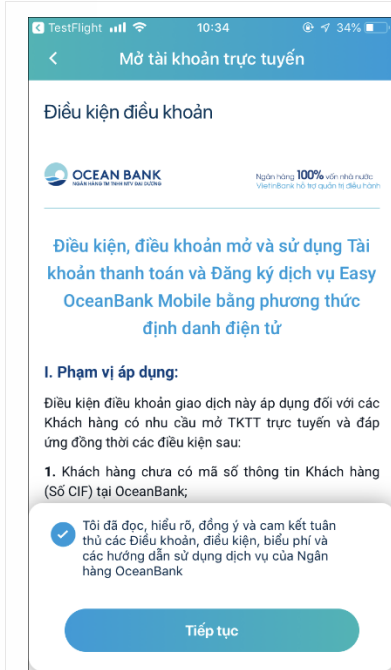 TestFlight 10:34 34%
Mở tài khoản trực tuyến
Điều kiện điều khoản
OCEAN BANK Ngân hàng 100% vốn nhà nước
NGÂN HÀNG TM TNHH MTV ĐẠI DƯƠNG VietinBank hỗ trợ quản trị điều hành
Điều kiện, điều khoản mở và sử dụng Tài
khoản thanh toán và Đăng ký dịch vụ Easy
OceanBank Mobile bằng phương thức
định danh điện tử
I. Phạm vị áp dụng:
Điều kiện điều khoản giao dịch này áp dụng đối với các
Khách hàng có nhu cầu mở TKTT trực tuyến và đáp
ứng đồng thời các điều kiện sau:
1. Khách hàng chưa có mã số thông tin Khách hàng
(Số CIF) tại OceanBank;
Tôi đã đọc, hiểu rõ, đồng ý và cam kết tuân
thủ các Điều khoản, điều kiện, biểu phí và
các hướng dẫn sử dụng dịch vụ của Ngân
hàng OceanBank
Tiếp tục